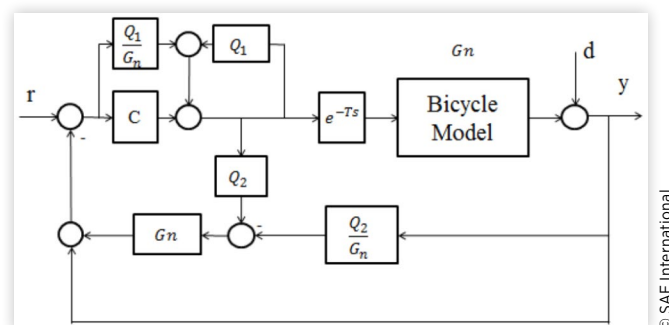 Q₁
Gₙ
Q₁
Gn
d
r
-
C
e⁻ᵀˢ
Bicycle
Model
y
Q₂
-
Gn
Q₂
Gₙ
© SAE International